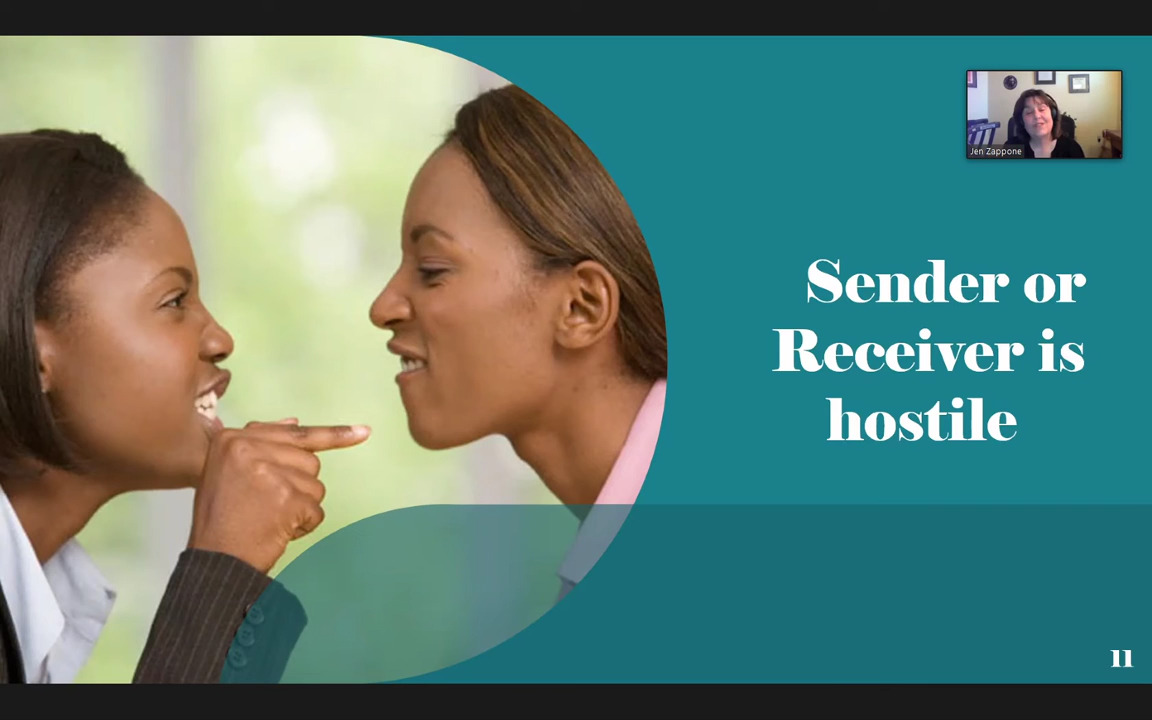 Jen Zappone
Sender or
Receiver is
hostile
11